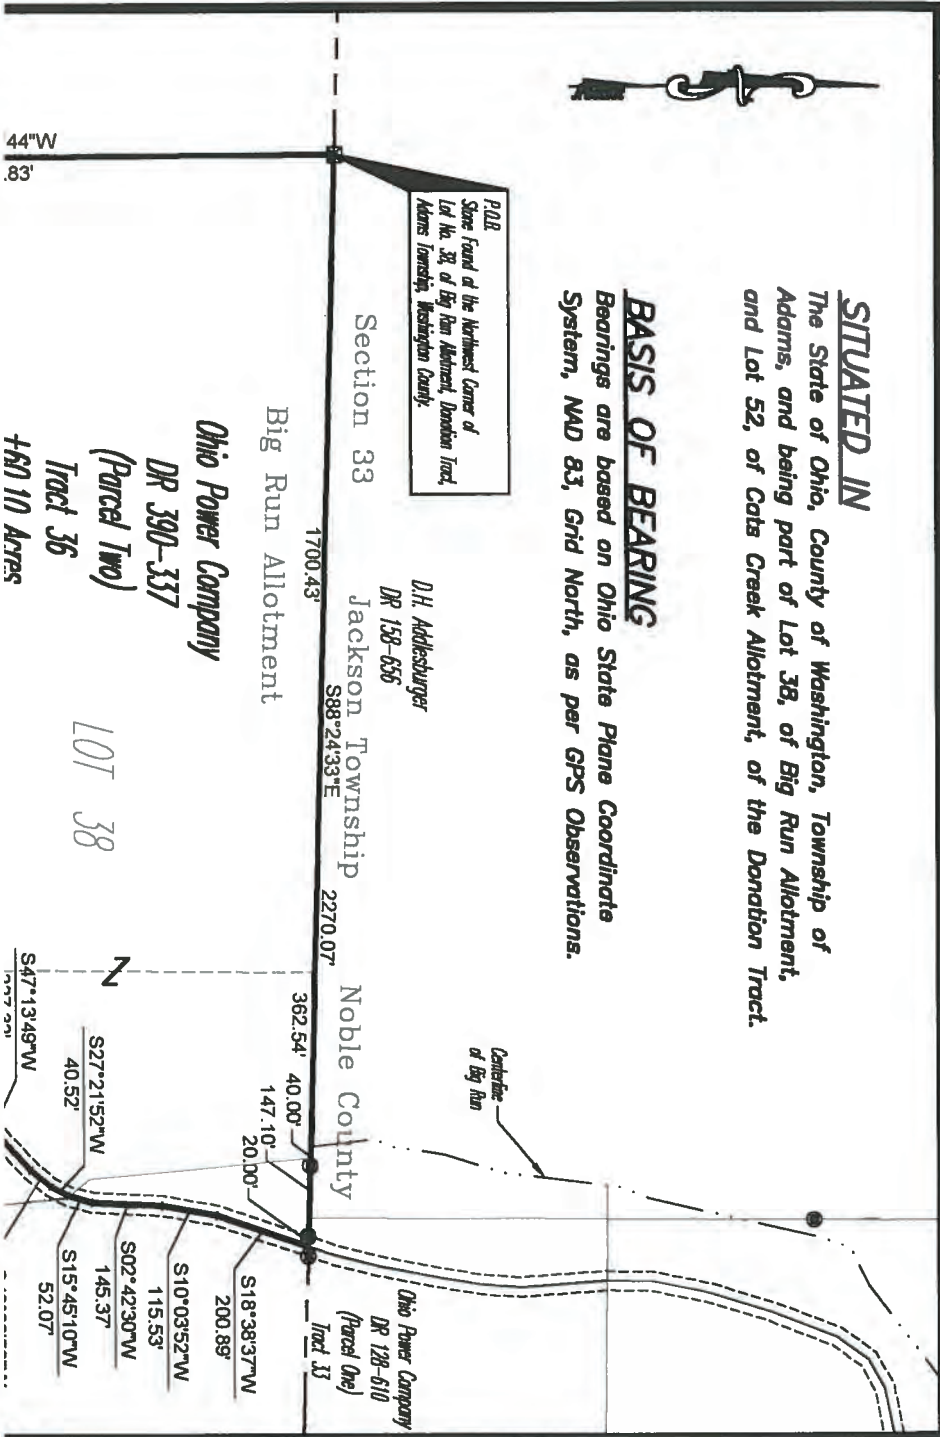 SITUATED IN
The State of Ohio, County of Washington, Township of
Adams, and being part of Lot 38, of Big Run Allotment,
and Lot 52, of Cats Creek Allotment, of the Donation Tract.
BASIS OF BEARING
Bearings are based on Ohio State Plane Coordinate
System, NAD 83, Grid North, as per GPS Observations.
P.O.B.
Stone Found at the Northwest Corner of
Lot No. 38, of Big Run Allotment, Donation Tract,
Adams Township, Washington County.
Centerline
of Big Run
D.H. Addlesburger
DR 158-656
Section 33
Jackson Township
Noble County
S88°24'33"E
2270.07'
1700.43'
362.54'
40.00'
147.10'
20.00'
Big Run Allotment
Ohio Power Company
DR 390-337
(Parcel Two)
Tract 36
±60.10 Acres
LOT 38
Z
44"W
.83'
Ohio Power Company
DR 128-610
(Parcel One)
Tract 33
S18°38'37"W
200.89'
S10°03'52"W
115.53'
S02°42'30"W
145.37'
S15°45'10"W
52.07'
S27°21'52"W
40.52'
S47°13'49"W